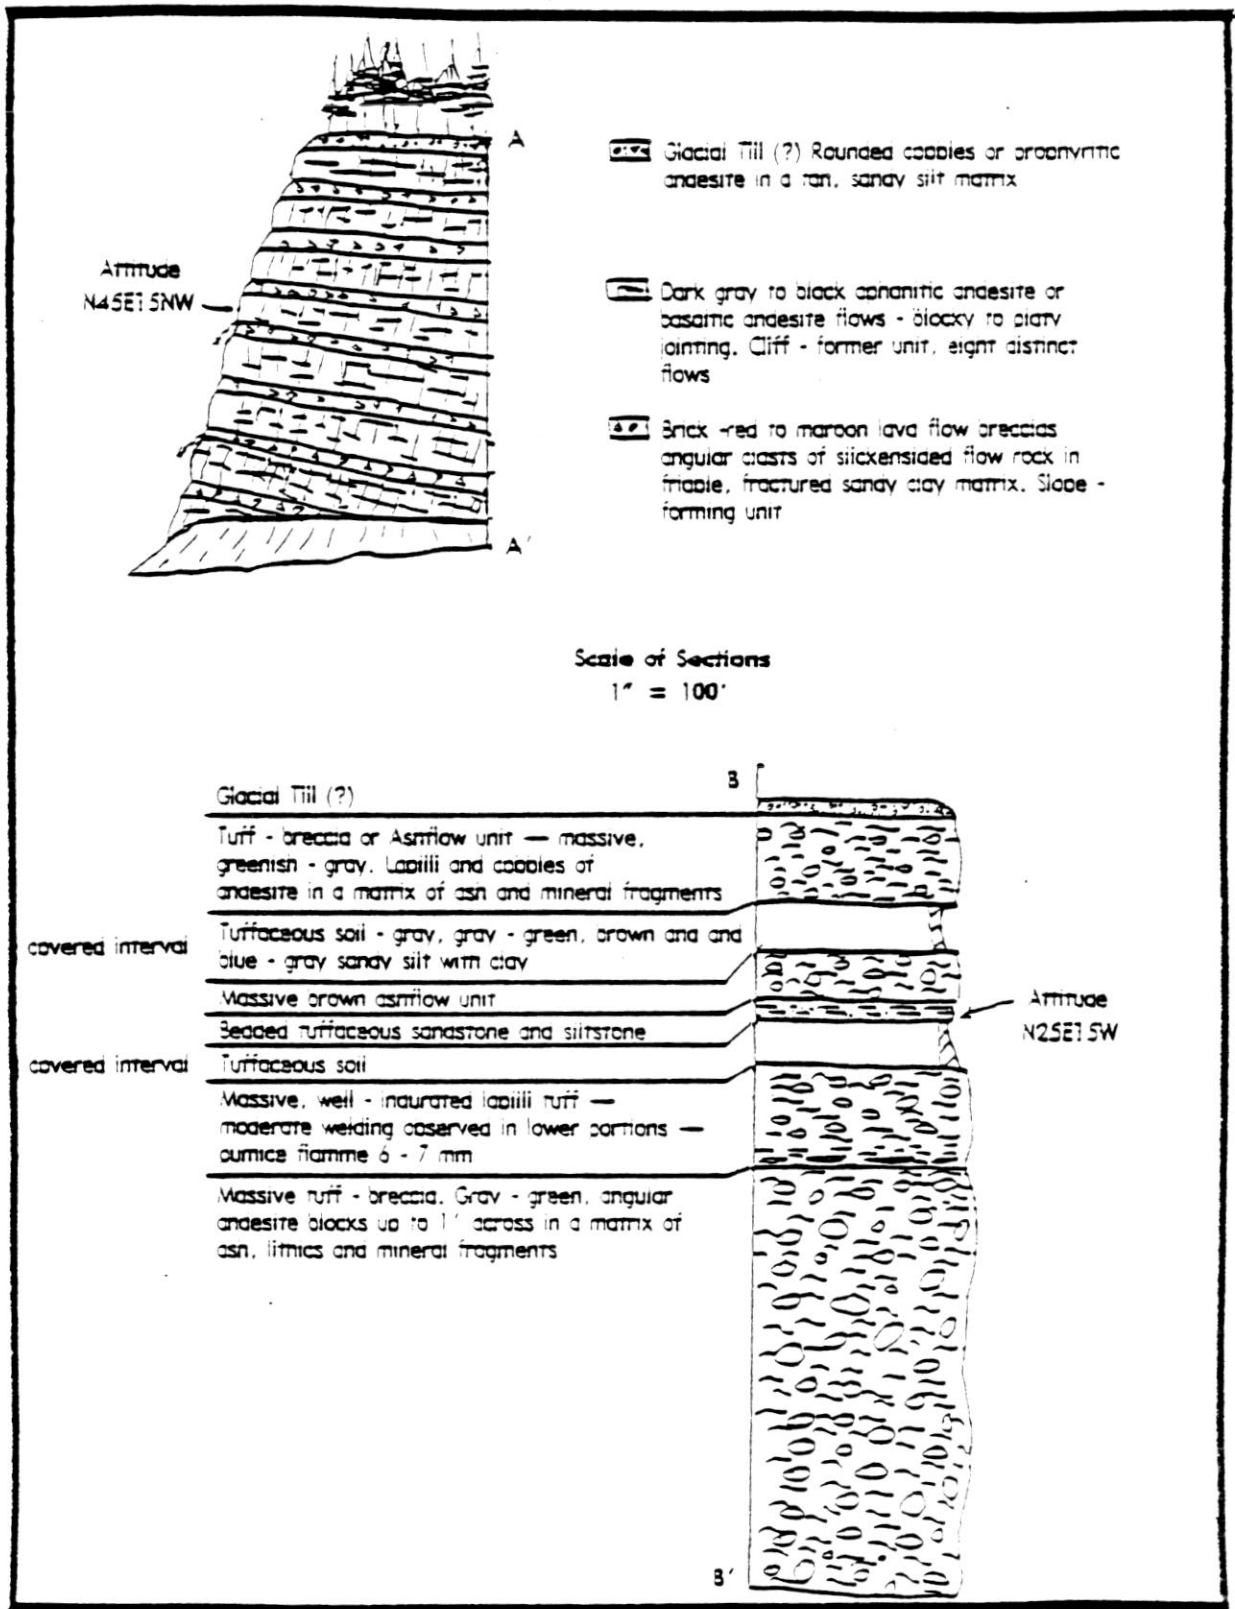 A
Glacial Till (?) Rounded cobbles or porphyritic
andesite in a tan, sandy silt matrix
Attitude
N45E15NW
Dark gray to black aphanitic andesite or
basaltic andesite flows - blocky to platy
jointing. Cliff - former unit, eight distinct
flows
Brick -red to maroon lava flow breccias
angular clasts of slickensided flow rock in
friable, fractured sandy clay matrix. Slope -
forming unit
A'
Scale of Sections
1" = 100'
B
Glacial Till (?)
Tuff - breccia or Ashflow unit — massive,
greenish - gray. Lapilli and cobbles of
andesite in a matrix of ash and mineral fragments
covered interval
Tuffaceous soil - gray, gray - green, brown and and
blue - gray sandy silt with clay
Massive brown ashflow unit
Bedded tuffaceous sandstone and siltstone
Attitude
N25E15W
covered interval
Tuffaceous soil
Massive, well - indurated lapilli tuff —
moderate welding observed in lower portions —
pumice fiamme 6 - 7 mm
Massive tuff - breccia. Gray - green, angular
andesite blocks up to 1' across in a matrix of
ash, lithics and mineral fragments
B'